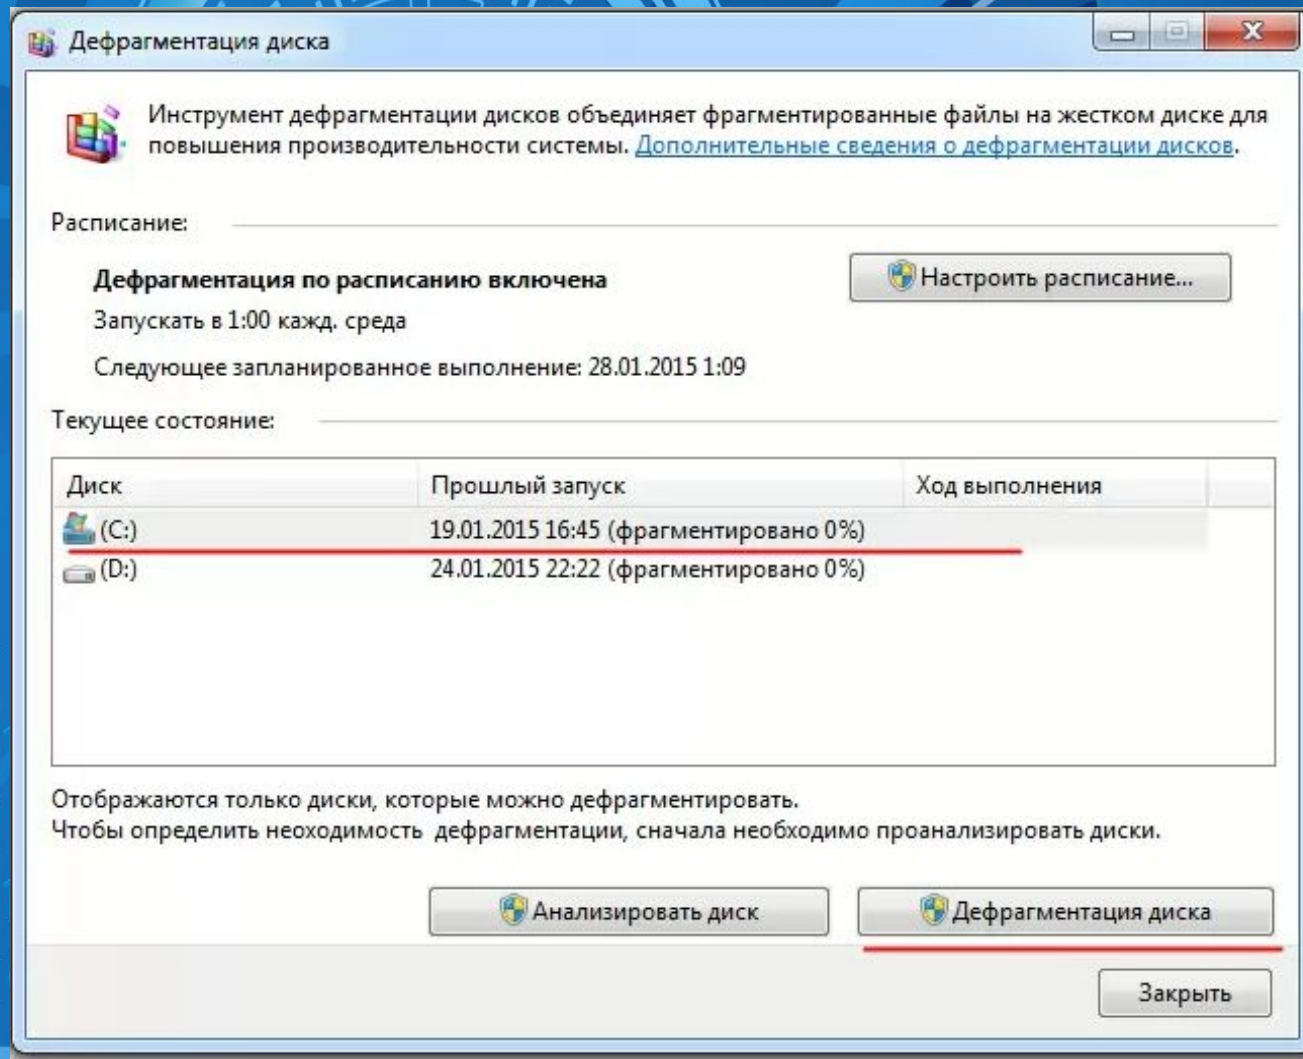 Дефрагментация диска
Инструмент дефрагментации дисков объединяет фрагментированные файлы на жестком диске для
повышения производительности системы. Дополнительные сведения о дефрагментации дисков.
Расписание:
Дефрагментация по расписанию включена
Настроить расписание...
Запускать в 1:00 кажд. среда
Следующее запланированное выполнение: 28.01.2015 1:09
Текущее состояние:
Диск Прошлый запуск Ход выполнения
(C:) 19.01.2015 16:45 (фрагментировано 0%)
(D:) 24.01.2015 22:22 (фрагментировано 0%)
Отображаются только диски, которые можно дефрагментировать.
Чтобы определить неоходимость дефрагментации, сначала необходимо проанализировать диски.
Анализировать диск Дефрагментация диска
Закрыть